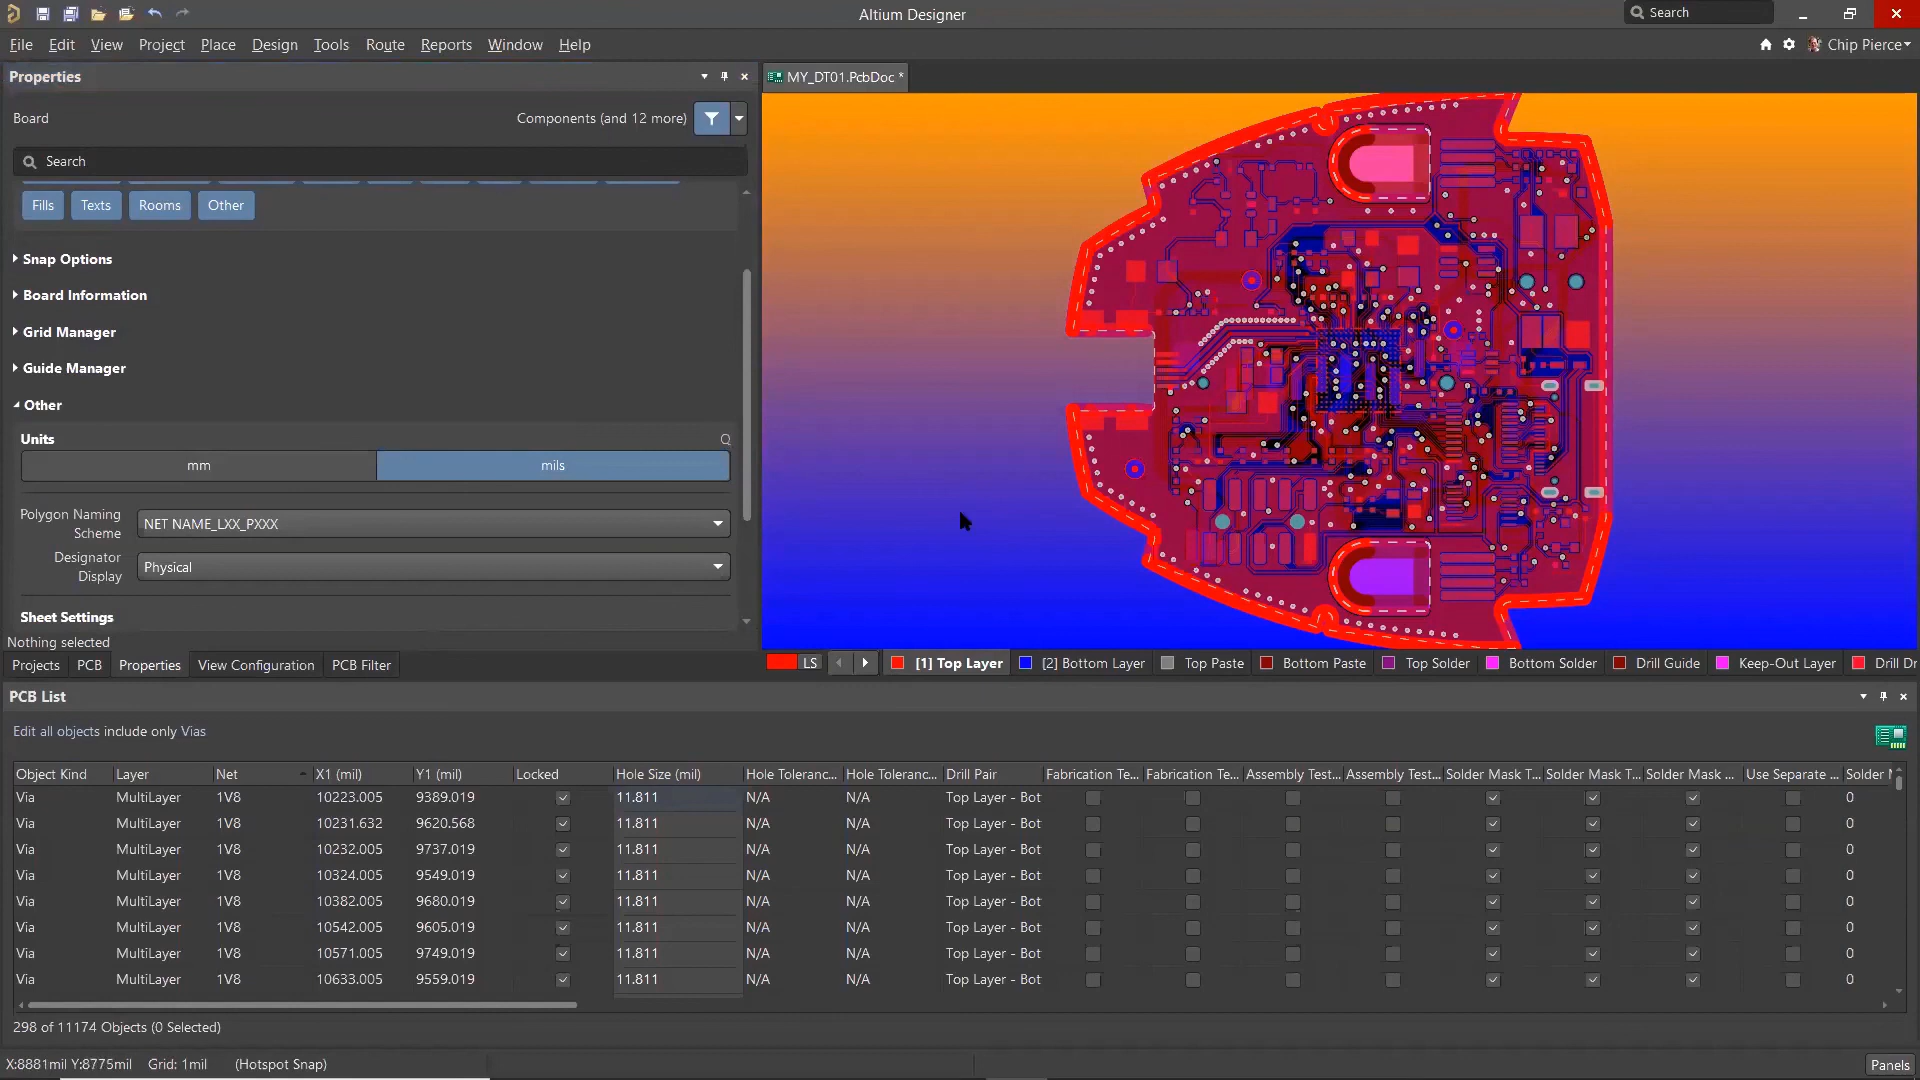 Altium Designer
Search
File Edit View Project Place Design Tools Route Reports Window Help
Chip Pierce
Properties
MY_DT01.PcbDoc *
Board
Components (and 12 more)
Search
Fills Texts Rooms Other
Snap Options
Board Information
Grid Manager
Guide Manager
Other
Units
mm mils
Polygon Naming Scheme NET NAME_LXX_PXXX
Designator Display Physical
Sheet Settings
Nothing selected
Projects PCB Properties View Configuration PCB Filter
LS [1] Top Layer [2] Bottom Layer Top Paste Bottom Paste Top Solder Bottom Solder Drill Guide Keep-Out Layer Drill Dr
PCB List
Edit all objects include only Vias
Object Kind Layer Net X1 (mil) Y1 (mil) Locked Hole Size (mil) Hole Toleranc... Hole Toleranc... Drill Pair Fabrication Te... Fabrication Te... Assembly Test... Assembly Test... Solder Mask T... Solder Mask T... Solder Mask ... Use Separate ... Solder M
Via MultiLayer 1V8 10223.005 9389.019 11.811 N/A N/A Top Layer - Bot 0
Via MultiLayer 1V8 10231.632 9620.568 11.811 N/A N/A Top Layer - Bot 0
Via MultiLayer 1V8 10232.005 9737.019 11.811 N/A N/A Top Layer - Bot 0
Via MultiLayer 1V8 10324.005 9549.019 11.811 N/A N/A Top Layer - Bot 0
Via MultiLayer 1V8 10382.005 9680.019 11.811 N/A N/A Top Layer - Bot 0
Via MultiLayer 1V8 10542.005 9605.019 11.811 N/A N/A Top Layer - Bot 0
Via MultiLayer 1V8 10571.005 9749.019 11.811 N/A N/A Top Layer - Bot 0
Via MultiLayer 1V8 10633.005 9559.019 11.811 N/A N/A Top Layer - Bot 0
298 of 11174 Objects (0 Selected)
X:8881mil Y:8775mil Grid: 1mil (Hotspot Snap)
Panels